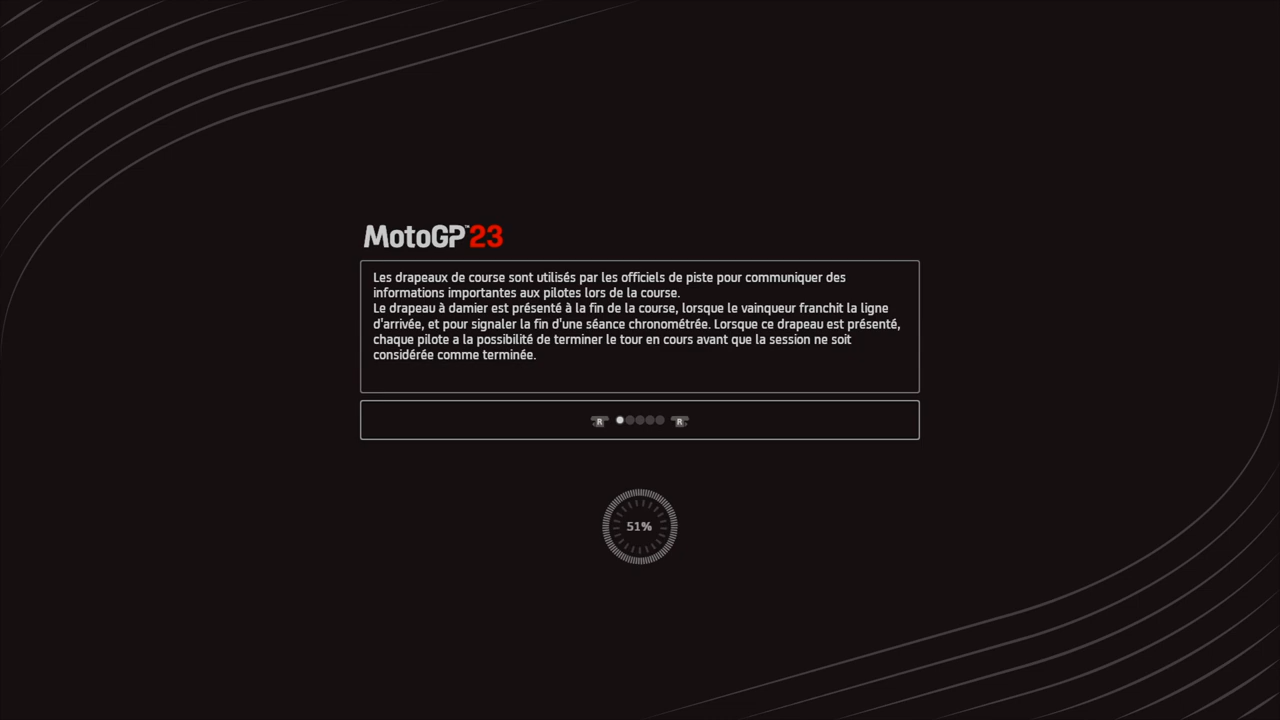 MotoGP™23
Les drapeaux de course sont utilisés par les officiels de piste pour communiquer des
informations importantes aux pilotes lors de la course.
Le drapeau à damier est présenté à la fin de la course, lorsque le vainqueur franchit la ligne
d'arrivée, et pour signaler la fin d'une séance chronométrée. Lorsque ce drapeau est présenté,
chaque pilote a la possibilité de terminer le tour en cours avant que la session ne soit
considérée comme terminée.
R R
51%